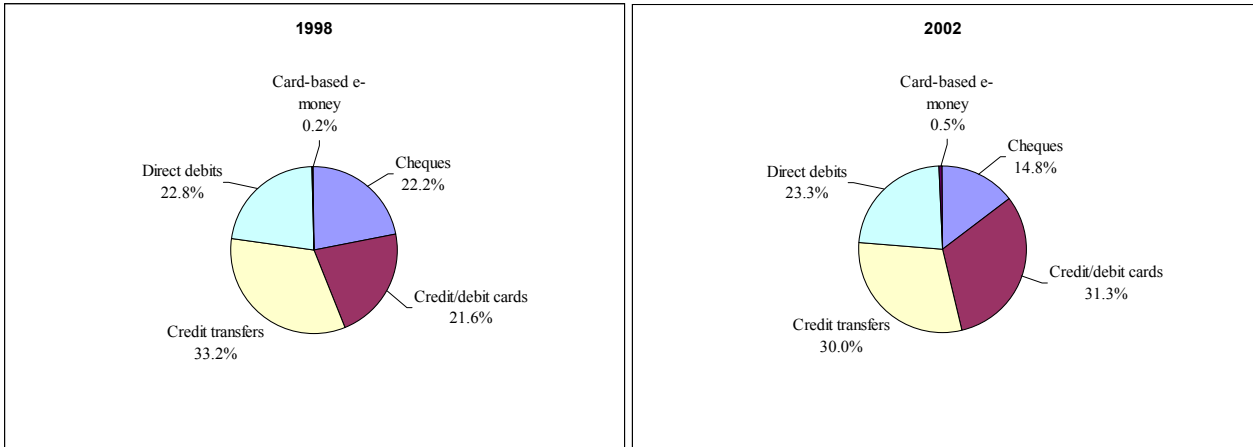 1998
Card-based e-
money
0.2%
Cheques
22.2%
Direct debits
22.8%
Credit/debit cards
21.6%
Credit transfers
33.2%
2002
Card-based e-
money
0.5%
Cheques
14.8%
Direct debits
23.3%
Credit/debit cards
31.3%
Credit transfers
30.0%